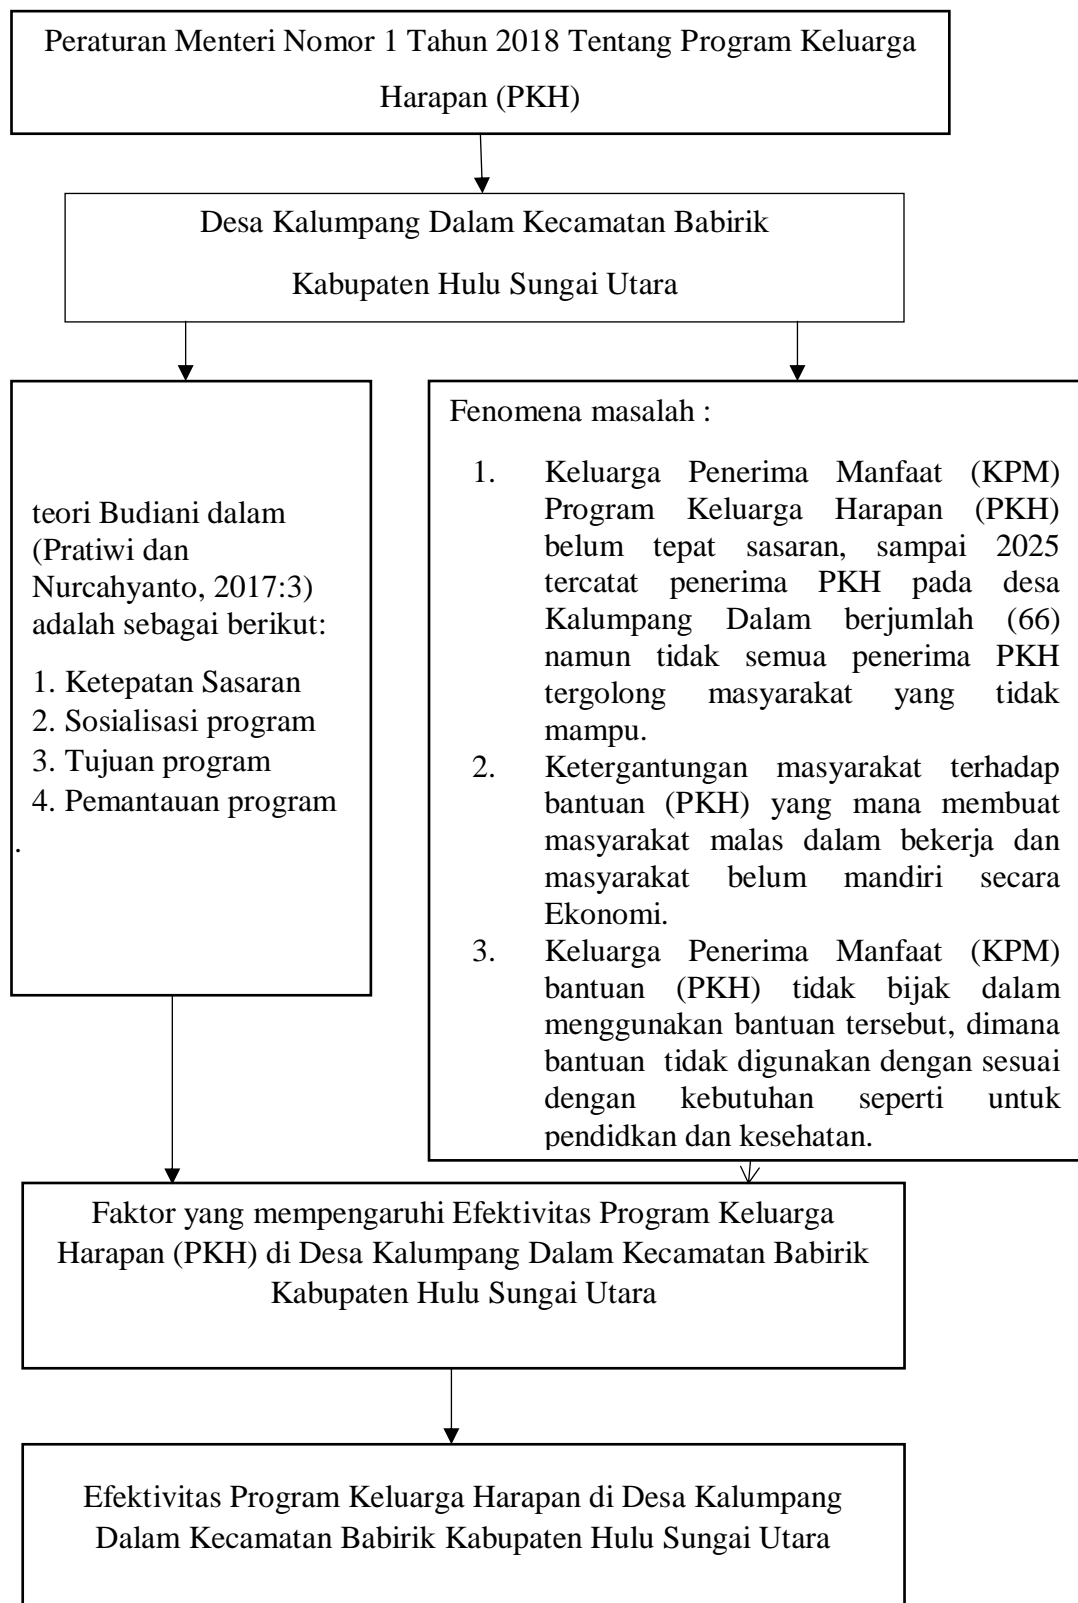 Peraturan Menteri Nomor 1 Tahun 2018 Tentang Program Keluarga
Harapan (PKH)
Desa Kalumpang Dalam Kecamatan Babirik
Kabupaten Hulu Sungai Utara
teori Budiani dalam
(Pratiwi dan
Nurcahyanto, 2017:3)
adalah sebagai berikut:
1. Ketepatan Sasaran
2. Sosialisasi program
3. Tujuan program
4. Pemantauan program
.
Fenomena masalah :
1. Keluarga Penerima Manfaat (KPM)
Program Keluarga Harapan (PKH)
belum tepat sasaran, sampai 2025
tercatat penerima PKH pada desa
Kalumpang Dalam berjumlah (66)
namun tidak semua penerima PKH
tergolong masyarakat yang tidak
mampu.
2. Ketergantungan masyarakat terhadap
bantuan (PKH) yang mana membuat
masyarakat malas dalam bekerja dan
masyarakat belum mandiri secara
Ekonomi.
3. Keluarga Penerima Manfaat (KPM)
bantuan (PKH) tidak bijak dalam
menggunakan bantuan tersebut, dimana
bantuan tidak digunakan dengan sesuai
dengan kebutuhan seperti untuk
pendidkan dan kesehatan.
Faktor yang mempengaruhi Efektivitas Program Keluarga
Harapan (PKH) di Desa Kalumpang Dalam Kecamatan Babirik
Kabupaten Hulu Sungai Utara
Efektivitas Program Keluarga Harapan di Desa Kalumpang
Dalam Kecamatan Babirik Kabupaten Hulu Sungai Utara